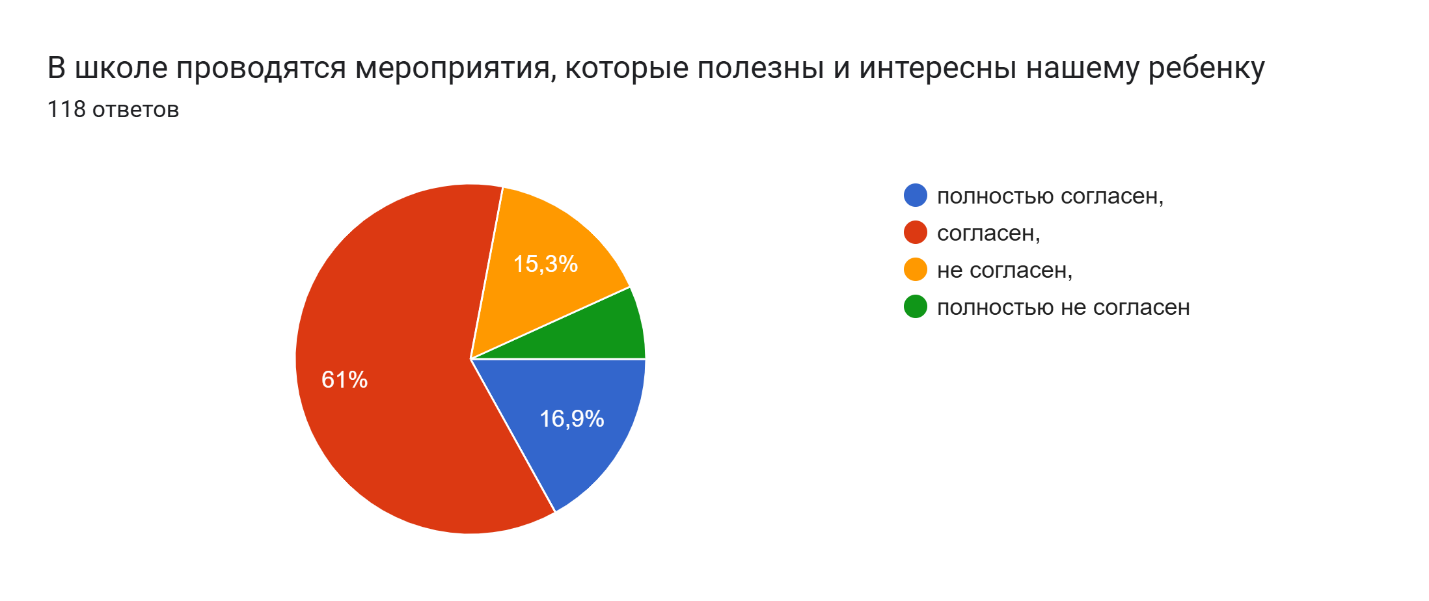 В школе проводятся мероприятия, которые полезны и интересны нашему ребенку
118 ответов
полностью согласен,
согласен,
не согласен,
полностью не согласен
15,3%
61%
16,9%